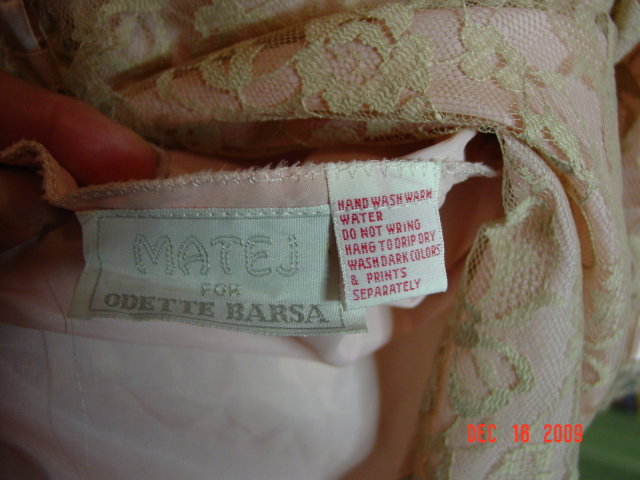 MATEJ
FOR
ODETTE BARSA
HAND WASH WARM
WATER
DO NOT WRING
HANG TO DRIP DRY
WASH DARK COLORS
& PRINTS
SEPARATELY
DEC 18 2009